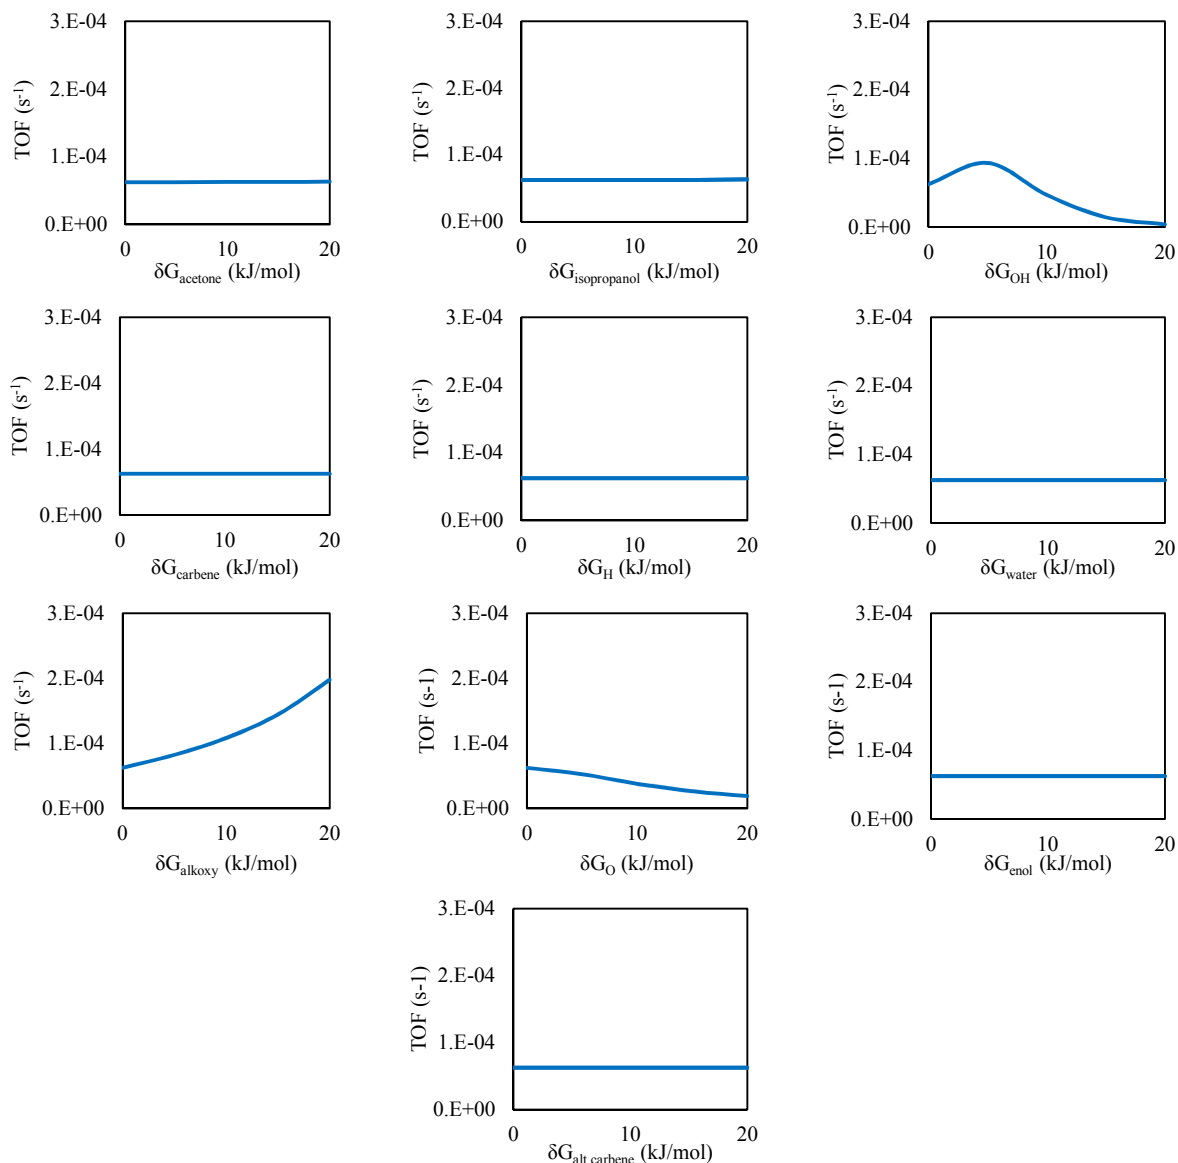 3.E-04
2.E-04
1.E-04
0.E+00
TOF (s-1)
0 10 20
δGacetone (kJ/mol)
3.E-04
2.E-04
1.E-04
0.E+00
TOF (s-1)
0 10 20
δGisopropanol (kJ/mol)
3.E-04
2.E-04
1.E-04
0.E+00
TOF (s-1)
0 10 20
δGOH (kJ/mol)
3.E-04
2.E-04
1.E-04
0.E+00
TOF (s-1)
0 10 20
δGcarbene (kJ/mol)
3.E-04
2.E-04
1.E-04
0.E+00
TOF (s-1)
0 10 20
δGH (kJ/mol)
3.E-04
2.E-04
1.E-04
0.E+00
TOF (s-1)
0 10 20
δGwater (kJ/mol)
3.E-04
2.E-04
1.E-04
0.E+00
TOF (s-1)
0 10 20
δGalkoxy (kJ/mol)
3.E-04
2.E-04
1.E-04
0.E+00
TOF (s-1)
0 10 20
δGO (kJ/mol)
3.E-04
2.E-04
1.E-04
0.E+00
TOF (s-1)
0 10 20
δGenol (kJ/mol)
3.E-04
2.E-04
1.E-04
0.E+00
TOF (s-1)
0 10 20
δGalt carbene (kJ/mol)